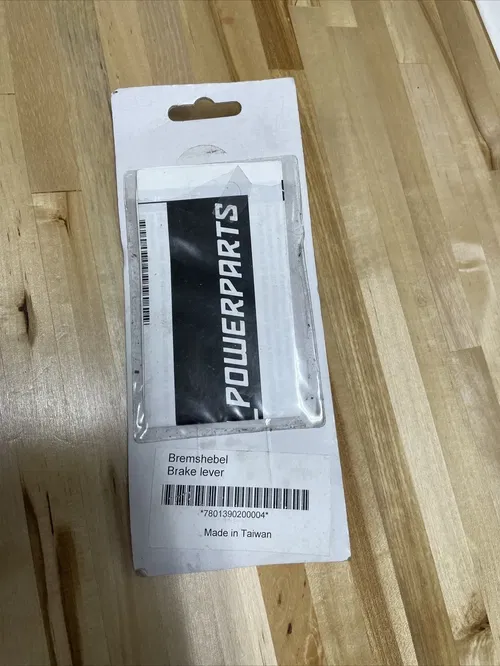 POWERPARTS
Bremshebel
Brake lever
*7801390200004*
Made in Taiwan